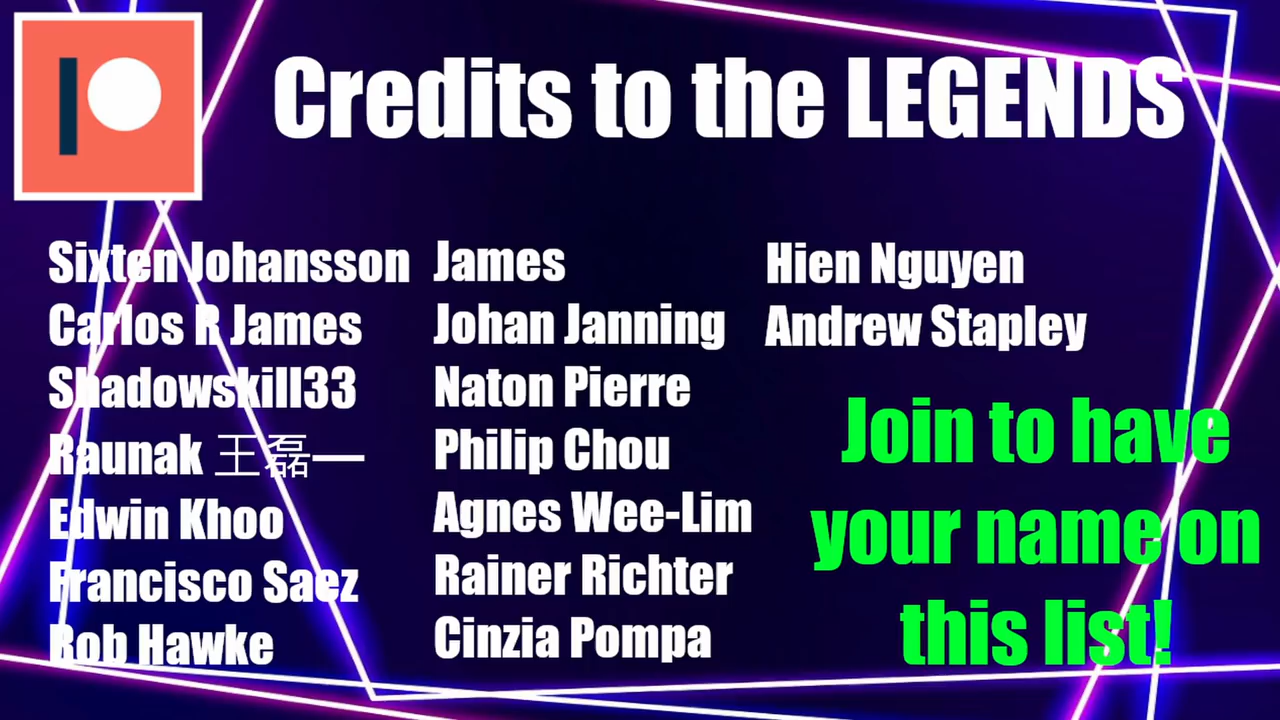 Credits to the LEGENDS
Sixten Johansson
Carlos R James
Shadowskill33
Raunak 王磊一
Edwin Khoo
Francisco Saez
Rob Hawke
James
Johan Janning
Naton Pierre
Philip Chou
Agnes Wee-Lim
Rainer Richter
Cinzia Pompa
Hien Nguyen
Andrew Stapley
Join to have
your name on
this list!